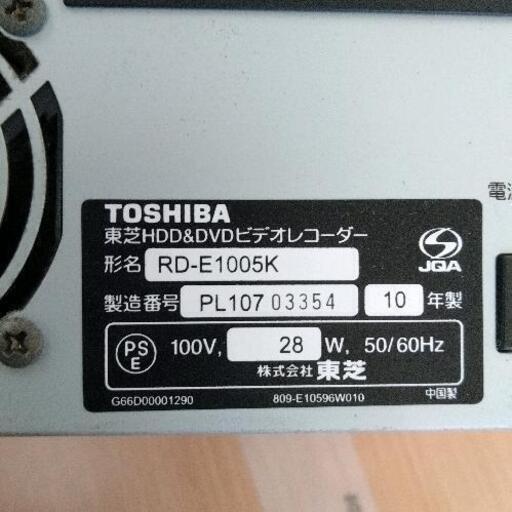 電
TOSHIBA
東芝HDD&DVDビデオレコーダー
形名 RD-E1005K
JQA
製造番号 PL107 03354 10 年製
PS E 100V, 28 W, 50/60Hz
株式会社 東芝
G66D00001290 809-E10596W010 中国製